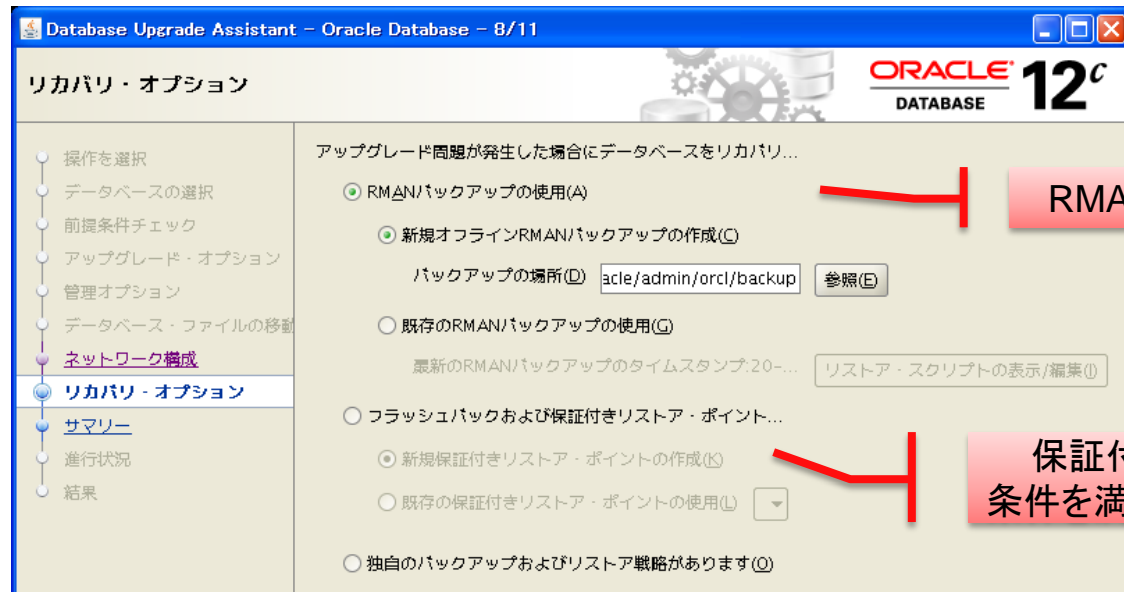 Database Upgrade Assistant - Oracle Database - 8/11
リカバリ・オプション
ORACLE
DATABASE
12c
操作を選択
データベースの選択
前提条件チェック
アップグレード・オプション
管理オプション
データベース・ファイルの移動
ネットワーク構成
リカバリ・オプション
サマリー
進行状況
結果
アップグレード問題が発生した場合にデータベースをリカバリ...
RMANバックアップの使用(A)
新規オフラインRMANバックアップの作成(C)
バックアップの場所(D) acle/admin/orcl/backup 参照(E)
既存のRMANバックアップの使用(G)
最新のRMANバックアップのタイムスタンプ:20-... リストア・スクリプトの表示/編集(I)
フラッシュバックおよび保証付きリストア・ポイント...
新規保証付きリストア・ポイントの作成(K)
既存の保証付きリストア・ポイントの使用(L)
独自のバックアップおよびリストア戦略があります(O)
RMA
保証付
条件を満